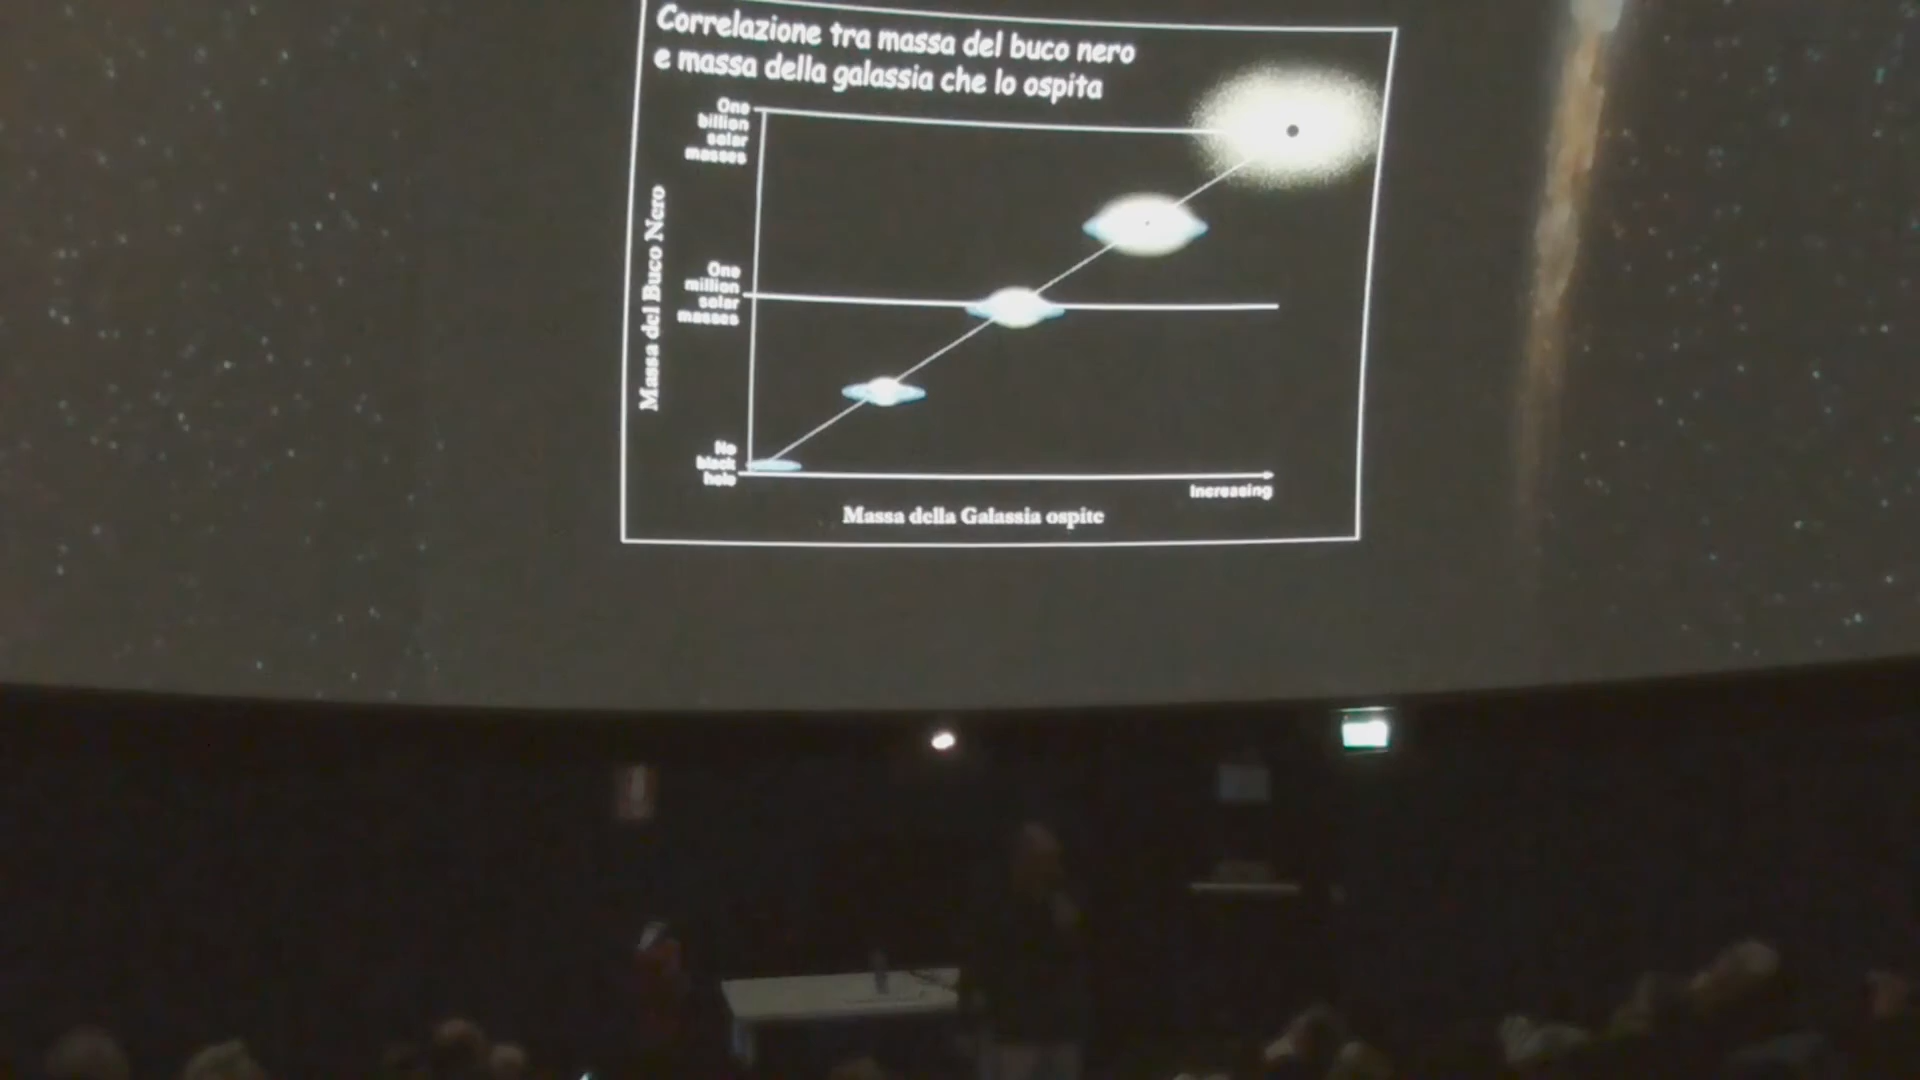 Correlazione tra massa del buco nero
e massa della galassia che lo ospita
One
billion
solar
masses
Massa del Buco Nero
One
million
solar
masses
No
black
hole
Increasing
Massa della Galassia ospite